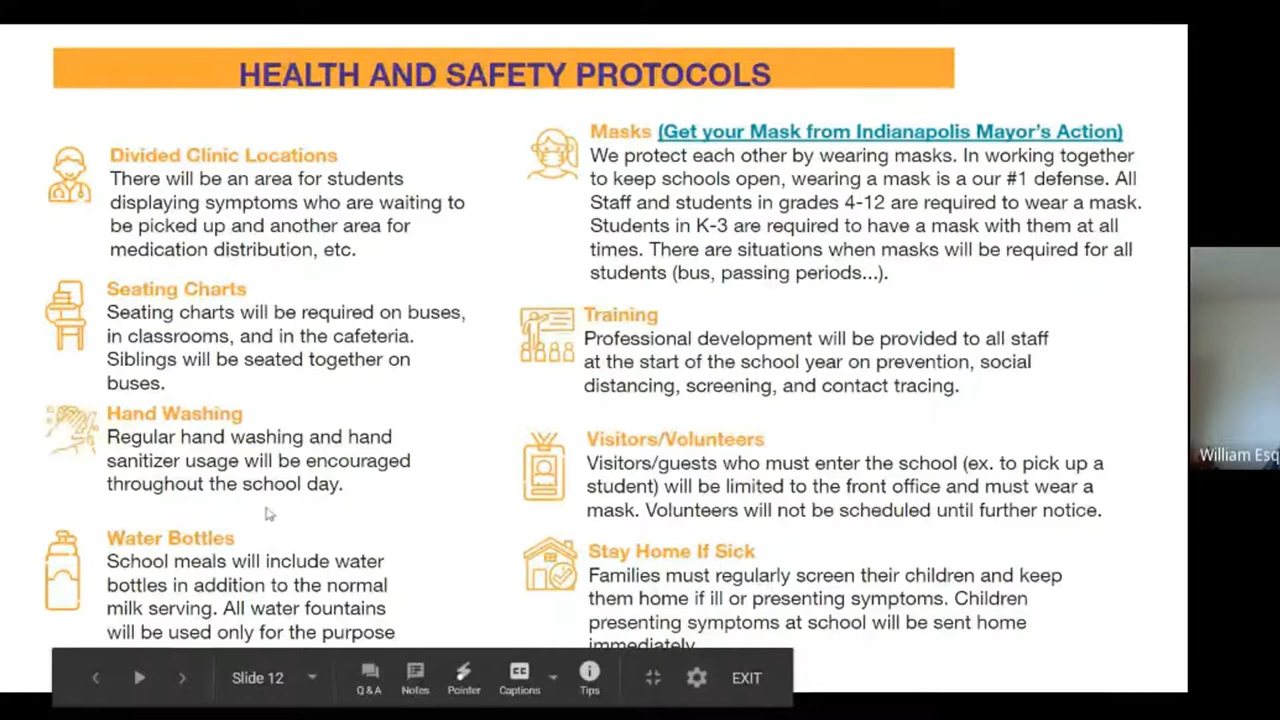 HEALTH AND SAFETY PROTOCOLS
Divided Clinic Locations
There will be an area for students
displaying symptoms who are waiting to
be picked up and another area for
medication distribution, etc.
Seating Charts
Seating charts will be required on buses,
in classrooms, and in the cafeteria.
Siblings will be seated together on
buses.
Hand Washing
Regular hand washing and hand
sanitizer usage will be encouraged
throughout the school day.
Water Bottles
School meals will include water
bottles in addition to the normal
milk serving. All water fountains
will be used only for the purpose
Masks (Get your Mask from Indianapolis Mayor's Action)
We protect each other by wearing masks. In working together
to keep schools open, wearing a mask is a our #1 defense. All
Staff and students in grades 4-12 are required to wear a mask.
Students in K-3 are required to have a mask with them at all
times. There are situations when masks will be required for all
students (bus, passing periods...).
Training
Professional development will be provided to all staff
at the start of the school year on prevention, social
distancing, screening, and contact tracing.
Visitors/Volunteers
Visitors/guests who must enter the school (ex. to pick up a
student) will be limited to the front office and must wear a
mask. Volunteers will not be scheduled until further notice.
Stay Home If Sick
Families must regularly screen their children and keep
them home if ill or presenting symptoms. Children
presenting symptoms at school will be sent home
immediately.
William Esq
Slide 12 Q&A Notes Pointer CC Captions Tips EXIT